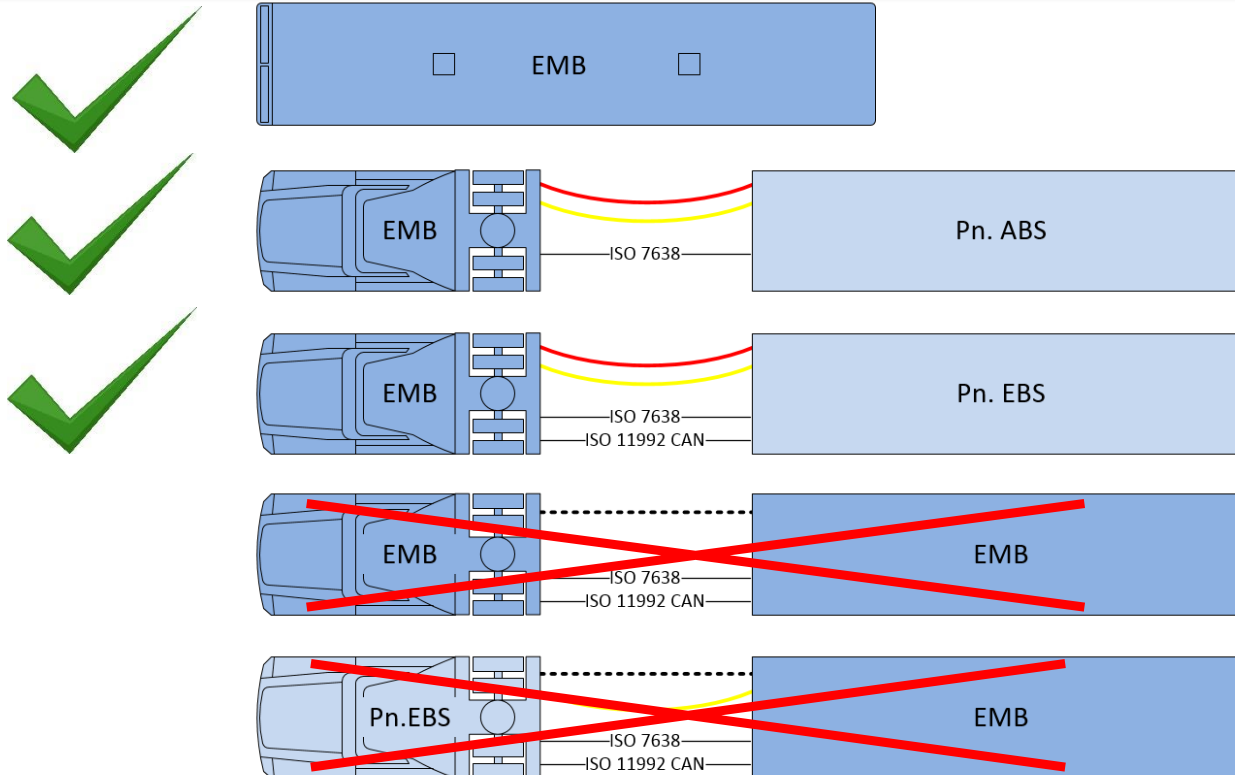 EMB
EMB
ISO 7638
Pn. ABS
EMB
ISO 7638
ISO 11992 CAN
Pn. EBS
EMB
ISO 7638
ISO 11992 CAN
EMB
Pn.EBS
ISO 7638
ISO 11992 CAN
EMB